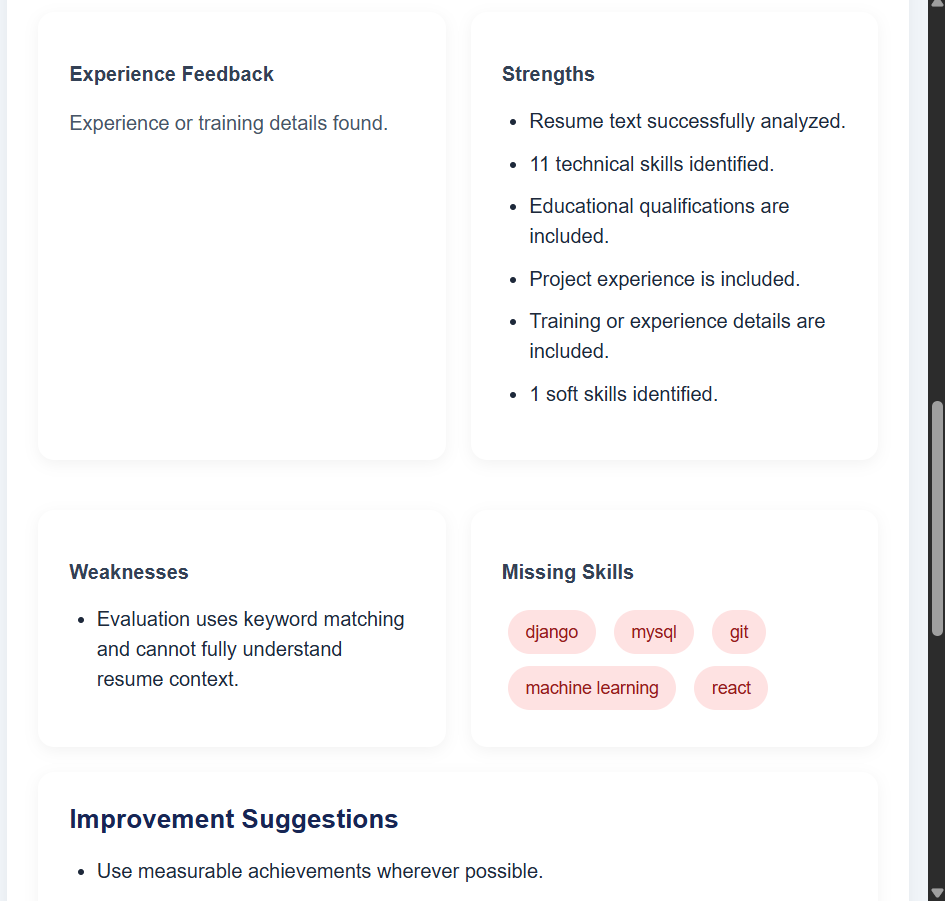 Experience Feedback
Experience or training details found.
Strengths
Resume text successfully analyzed.
11 technical skills identified.
Educational qualifications are
included.
Project experience is included.
Training or experience details are
included.
1 soft skills identified.
Weaknesses
Evaluation uses keyword matching
and cannot fully understand
resume context.
Missing Skills
django mysql git
machine learning react
Improvement Suggestions
Use measurable achievements wherever possible.